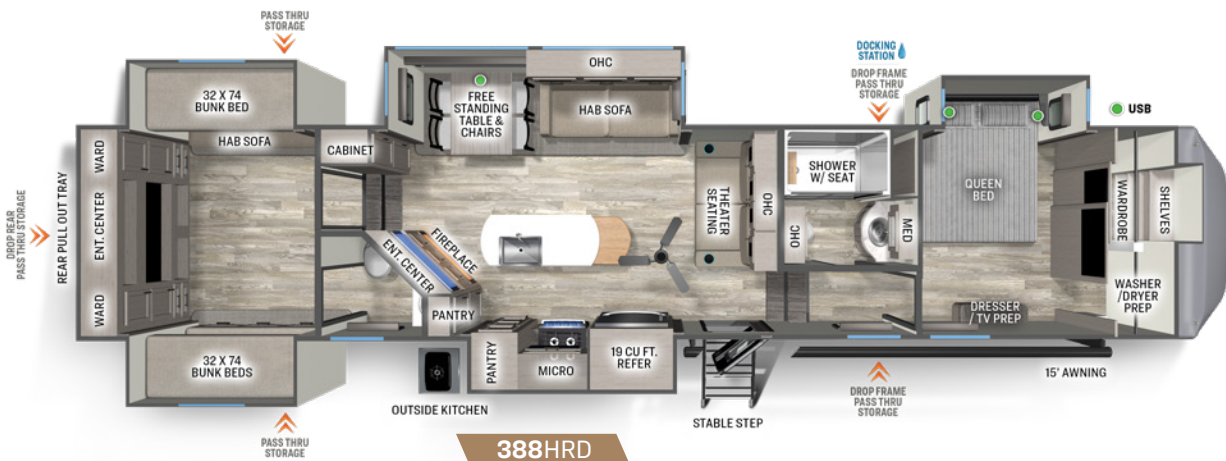 PASS THRU
STORAGE
DOCKING
STATION
DROP FRAME
PASS THRU
STORAGE
USB
32 X 74
BUNK BED
HAB SOFA
CABINET
FREE
STANDING
TABLE &
CHAIRS
OHC
HAB SOFA
SHOWER
W/ SEAT
QUEEN
BED
WARDROBE
SHELVES
DROP REAR
PASS THRU STORAGE
REAR PULL OUT TRAY
WARD
ENT. CENTER
WARD
FIREPLACE
ENT. CENTER
PANTRY
THEATER
SEATING
OHC
OHC
MED
WASHER
/DRYER
PREP
DRESSER
/ TV PREP
32 X 74
BUNK BEDS
PANTRY
MICRO
19 CU FT.
REFER
15' AWNING
OUTSIDE KITCHEN
STABLE STEP
DROP FRAME
PASS THRU
STORAGE
PASS THRU
STORAGE
388HRD